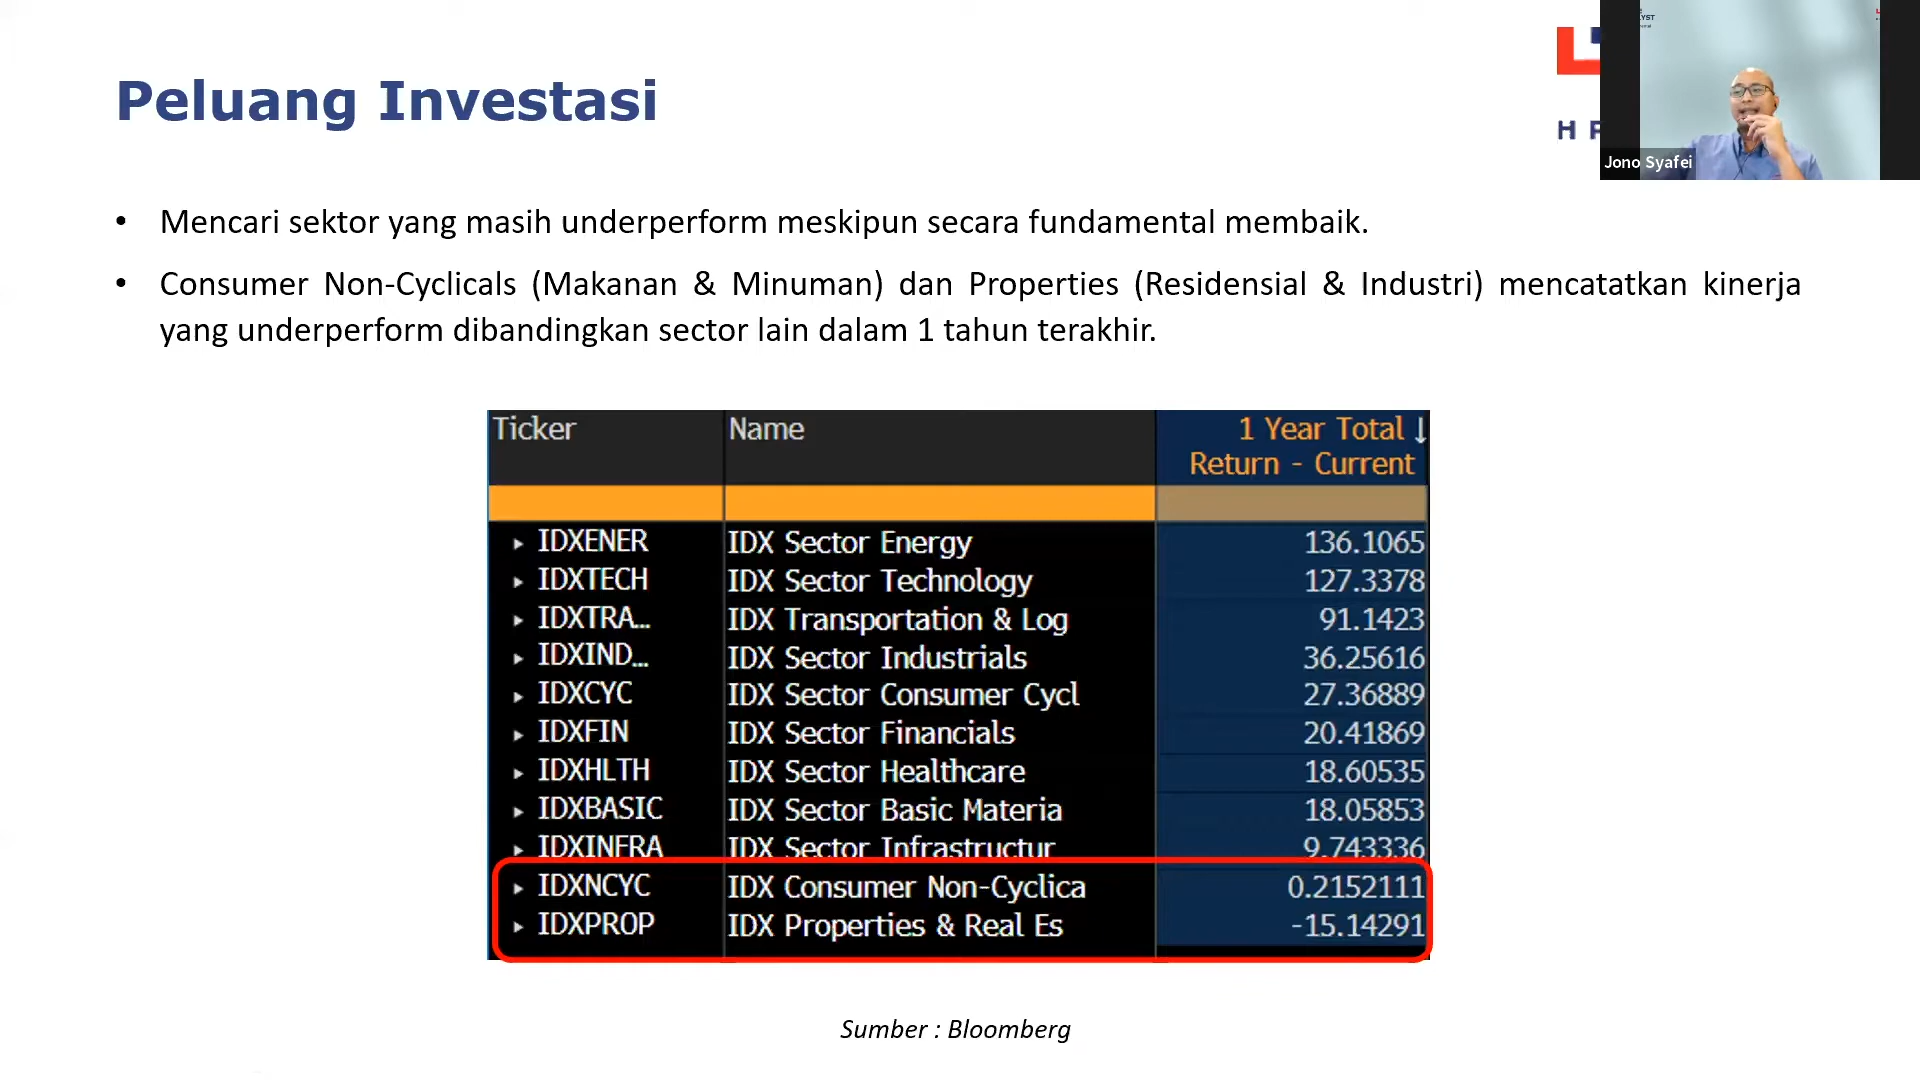 Peluang Investasi
H
YST
Jono Syafei
• Mencari sektor yang masih underperform meskipun secara fundamental membaik.
• Consumer Non-Cyclicals (Makanan & Minuman) dan Properties (Residensial & Industri) mencatatkan kinerja
yang underperform dibandingkan sector lain dalam 1 tahun terakhir.
Ticker Name 1 Year Total ↓
Return - Current
IDXENER IDX Sector Energy 136.1065
IDXTECH IDX Sector Technology 127.3378
IDXTRA... IDX Transportation & Log 91.1423
IDXIND... IDX Sector Industrials 36.25616
IDXCYC IDX Sector Consumer Cycl 27.36889
IDXFIN IDX Sector Financials 20.41869
IDXHLTH IDX Sector Healthcare 18.60535
IDXBASIC IDX Sector Basic Materia 18.05853
IDXINFRA IDX Sector Infrastructur 9.743336
IDXNCYC IDX Consumer Non-Cyclica 0.2152111
IDXPROP IDX Properties & Real Es -15.14291
Sumber : Bloomberg